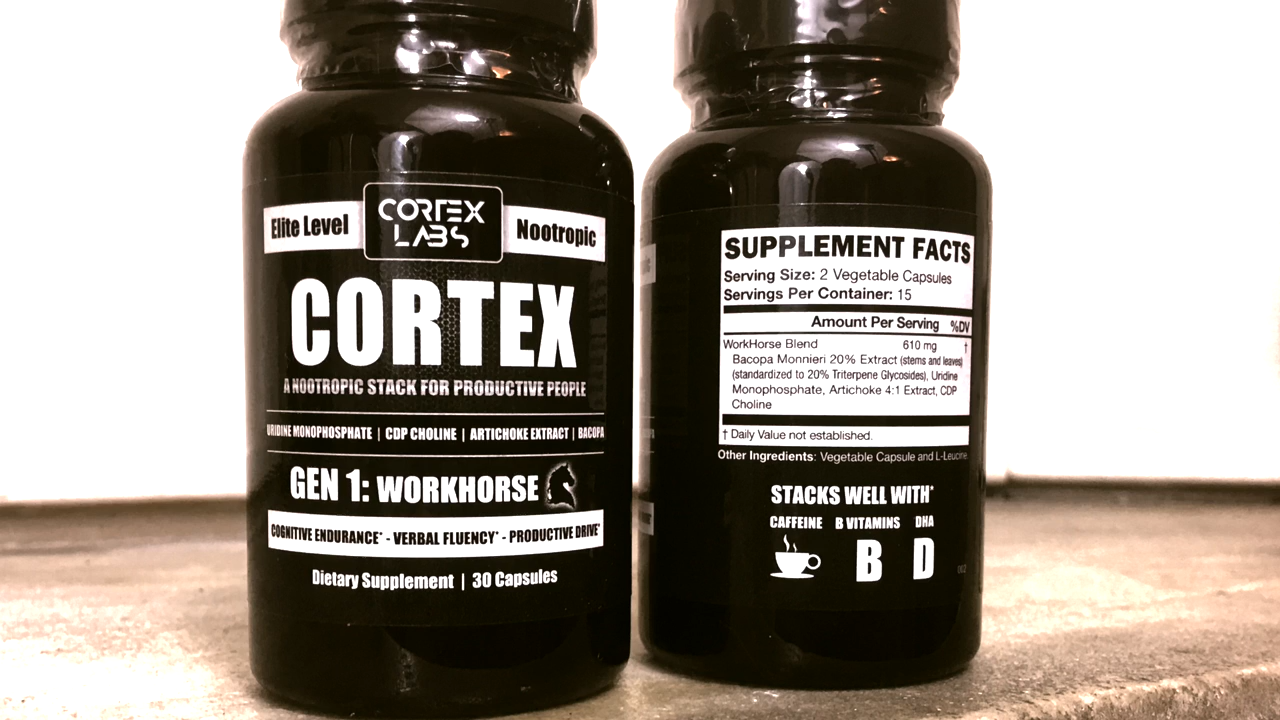 Elite Level
CORTEX
LABS
Nootropic
CORTEX
A NOOTROPIC STACK FOR PRODUCTIVE PEOPLE
URIDINE MONOPHOSPHATE | CDP CHOLINE | ARTICHOKE EXTRACT | BACOPA
GEN 1: WORKHORSE
COGNITIVE ENDURANCE* - VERBAL FLUENCY* - PRODUCTIVE DRIVE*
Dietary Supplement | 30 Capsules
SUPPLEMENT FACTS
Serving Size: 2 Vegetable Capsules
Servings Per Container: 15
Amount Per Serving %DV
WorkHorse Blend 610 mg †
Bacopa Monnieri 20% Extract (stems and leaves)
(standardized to 20% Triterpene Glycosides), Uridine
Monophosphate, Artichoke 4:1 Extract, CDP
Choline
† Daily Value not established.
Other Ingredients: Vegetable Capsule and L-Leucine
STACKS WELL WITH*
CAFFEINE B VITAMINS DHA
B D